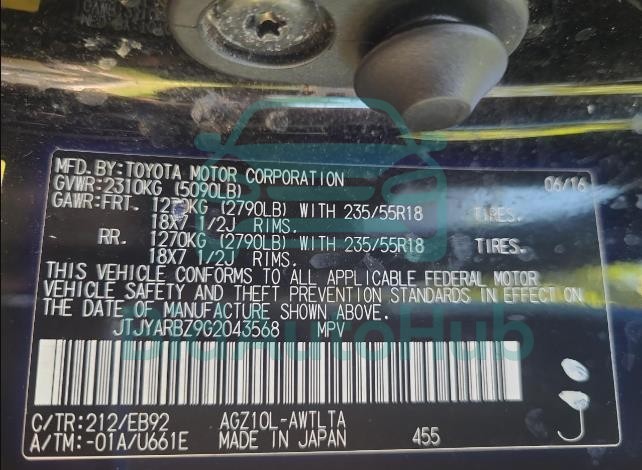 MFD. BY: TOYOTA MOTOR CORPORATION 06/16
GVWR: 2310KG (5090LB)
GAWR: FRT. 1270KG (2790LB) WITH 235/55R18 TIRES.
18X7 1/2J RIMS.
RR. 1270KG (2790LB) WITH 235/55R18 TIRES.
18X7 1/2J RIMS.
THIS VEHICLE CONFORMS TO ALL APPLICABLE FEDERAL MOTOR
VEHICLE SAFETY AND THEFT PREVENTION STANDARDS IN EFFECT ON
THE DATE OF MANUFACTURE SHOWN ABOVE.
JTJYARBZ9G2043568 MPV
BidAutoHub
C/TR: 212/EB92 AGZ10L-AWTLTA
A/TM: -01A/U661E MADE IN JAPAN 455